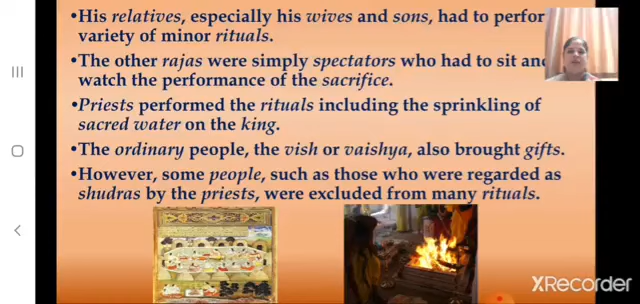 •His relatives, especially his wives and sons, had to perfor
variety of minor rituals.
•The other rajas were simply spectators who had to sit and
watch the performance of the sacrifice.
•Priests performed the rituals including the sprinkling of
sacred water on the king.
•The ordinary people, the vish or vaishya, also brought gifts.
•However, some people, such as those who were regarded as
shudras by the priests, were excluded from many rituals.
XRecorder